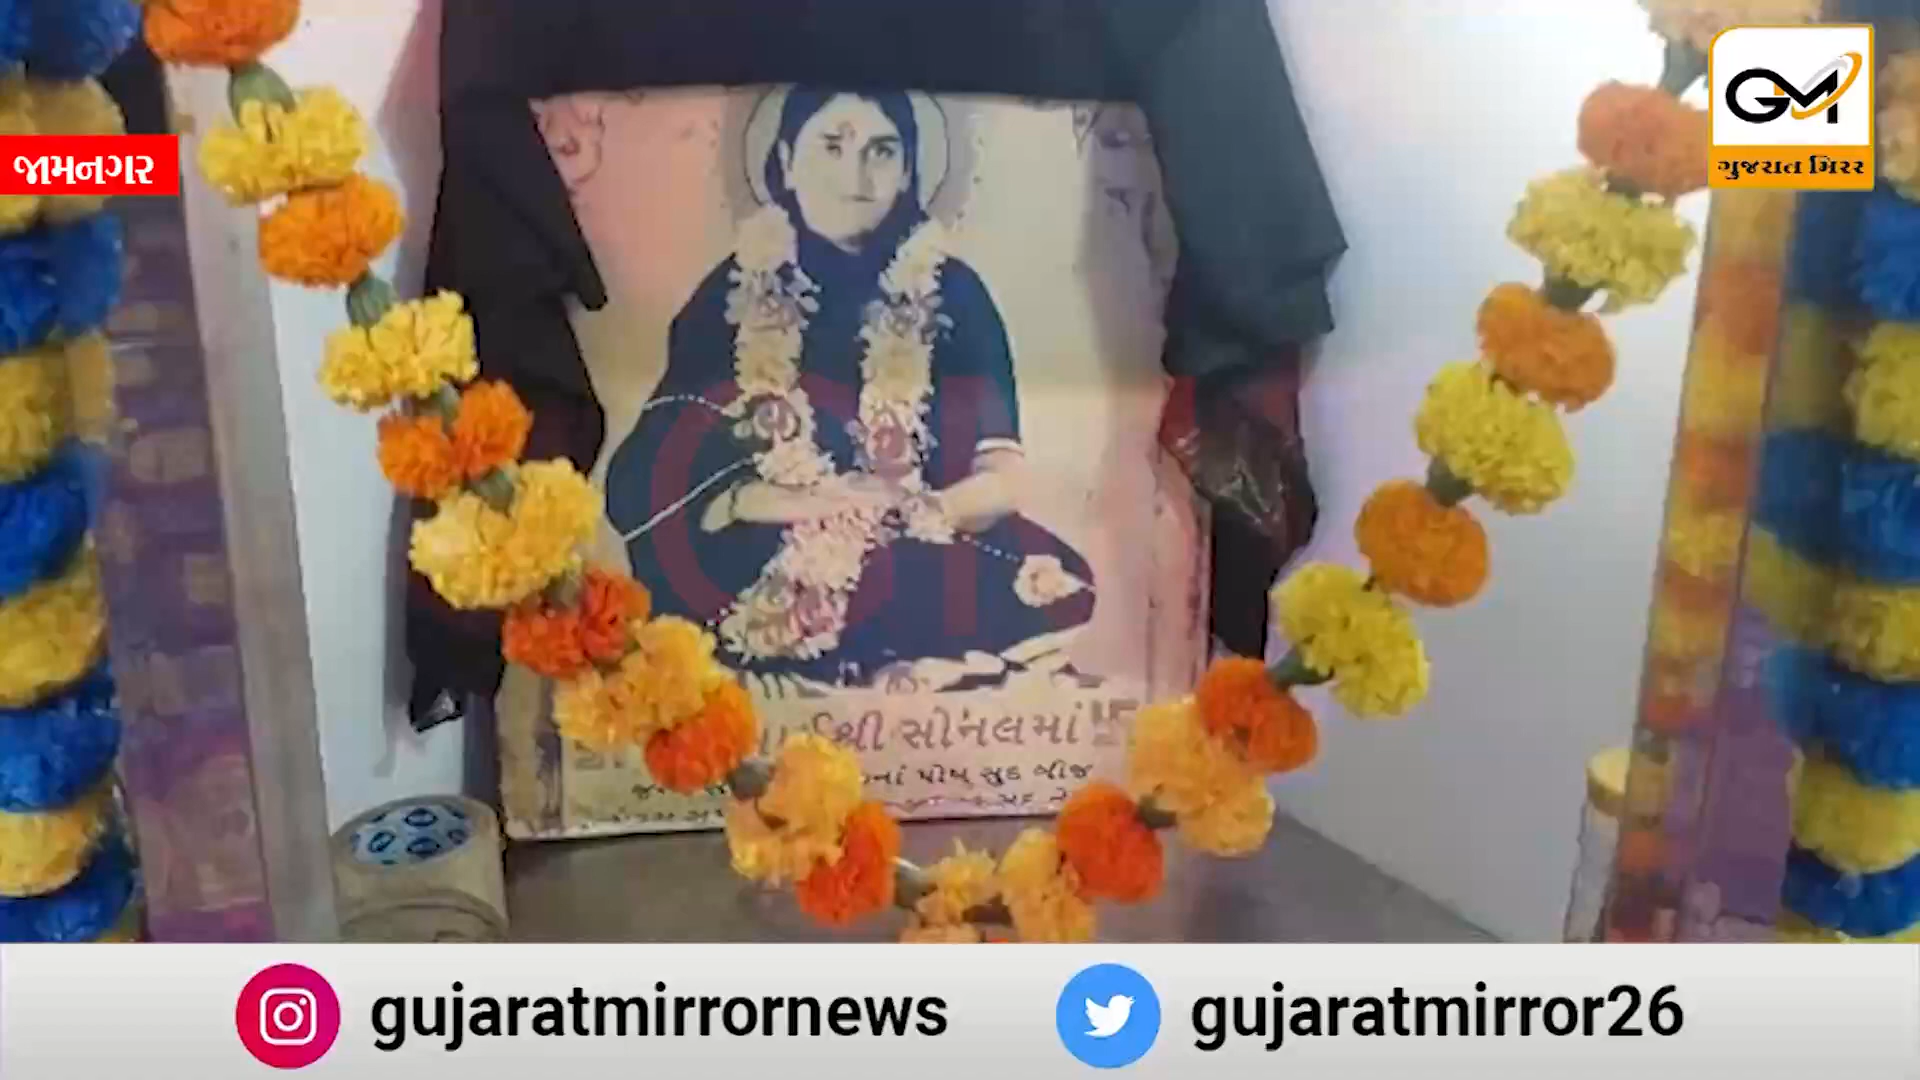 જામનગર
GM
ગુજરાત મિરર
શ્રી સોનલમાં
પોષ સુદ બીજ
gujaratmirrornews
gujaratmirror26